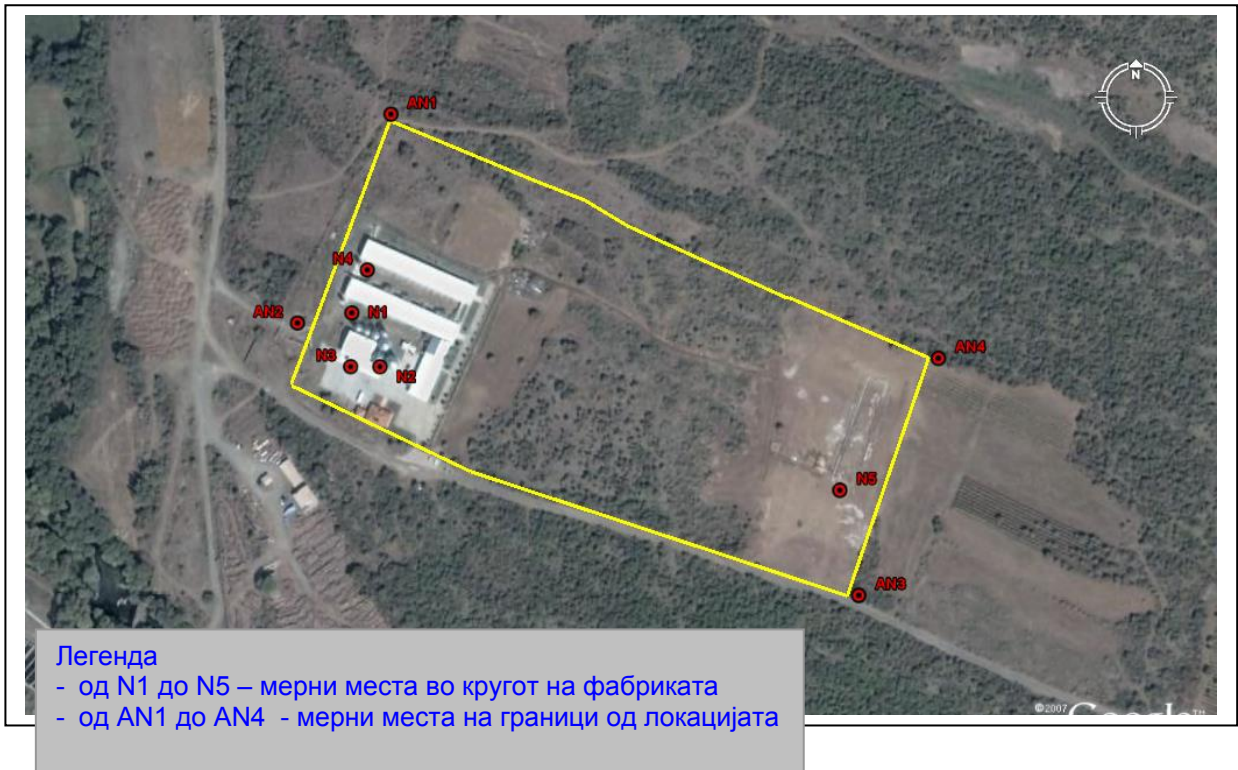 N
AN1
N4
AN2
N1
N3
N2
AN4
N5
AN3
Легенда
- од N1 до N5 – мерни места во кругот на фабриката
- од AN1 до AN4 - мерни места на граници од локацијата
©2007 Google™